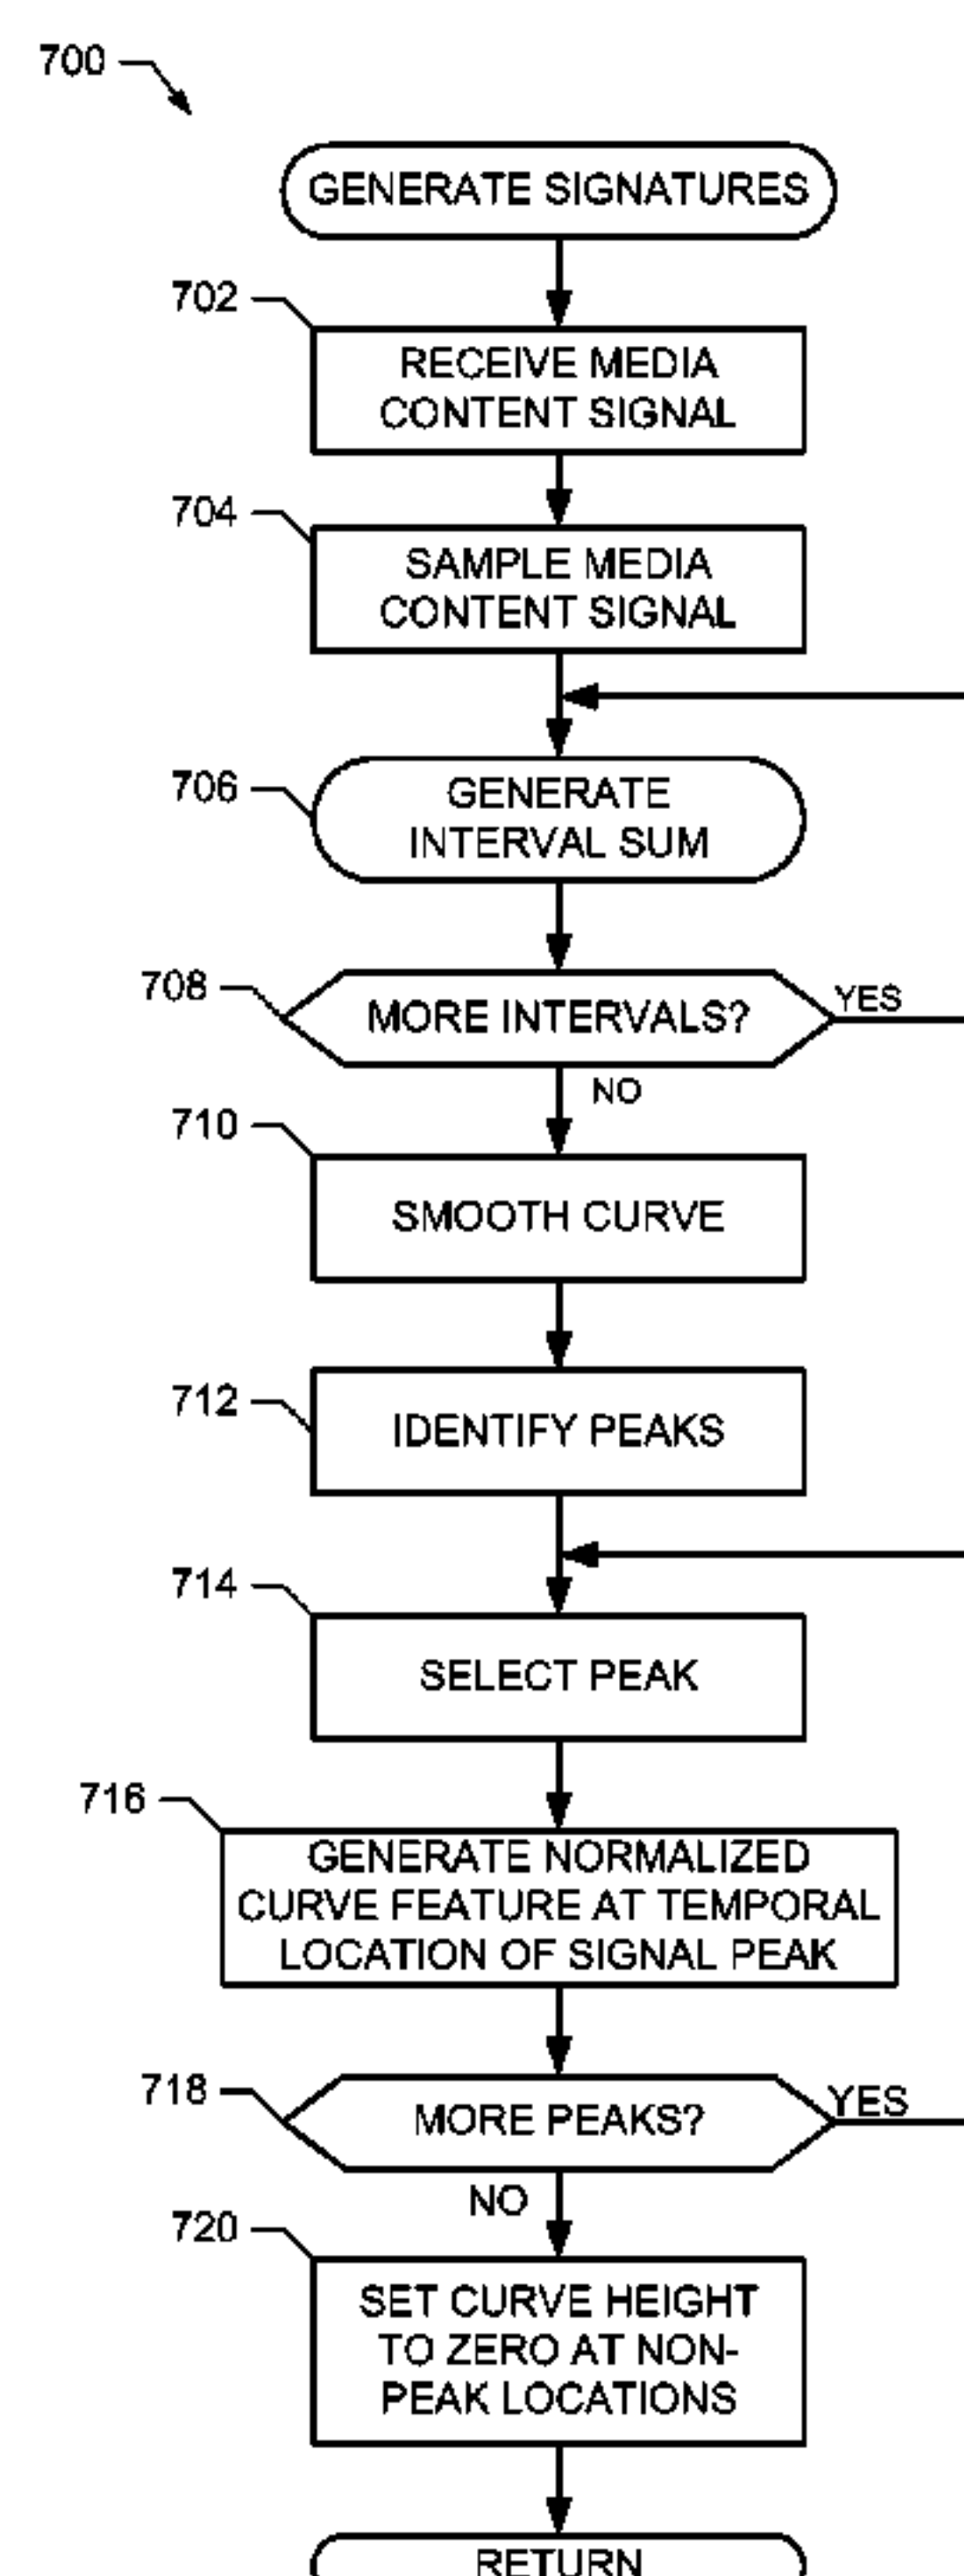 700
GENERATE SIGNATURES
702
RECEIVE MEDIA
CONTENT SIGNAL
704
SAMPLE MEDIA
CONTENT SIGNAL
706
GENERATE
INTERVAL SUM
708
MORE INTERVALS?
YES
NO
710
SMOOTH CURVE
712
IDENTIFY PEAKS
714
SELECT PEAK
716
GENERATE NORMALIZED
CURVE FEATURE AT TEMPORAL
LOCATION OF SIGNAL PEAK
718
MORE PEAKS?
YES
NO
720
SET CURVE HEIGHT
TO ZERO AT NON-
PEAK LOCATIONS
RETURN